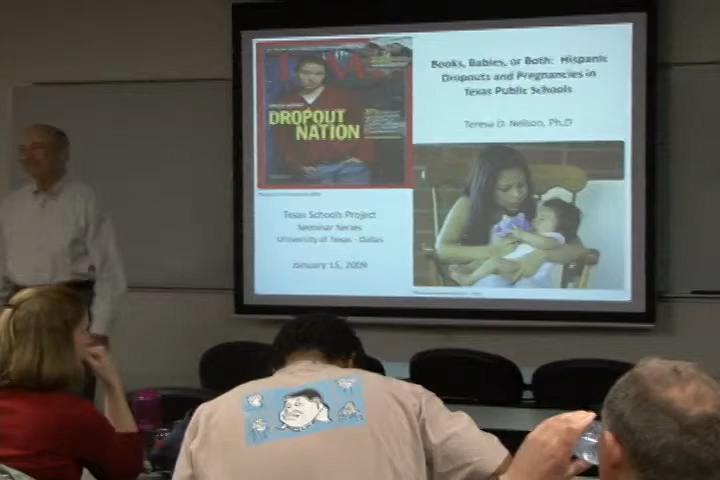 TIME
DROPOUT
NATION
Books, Babies, or Both: Hispanic
Dropouts and Pregnancies in
Texas Public Schools
Teresa D. Nelson, Ph.D
Texas Schools Project
Seminar Series
University of Texas - Dallas
January 15, 2009